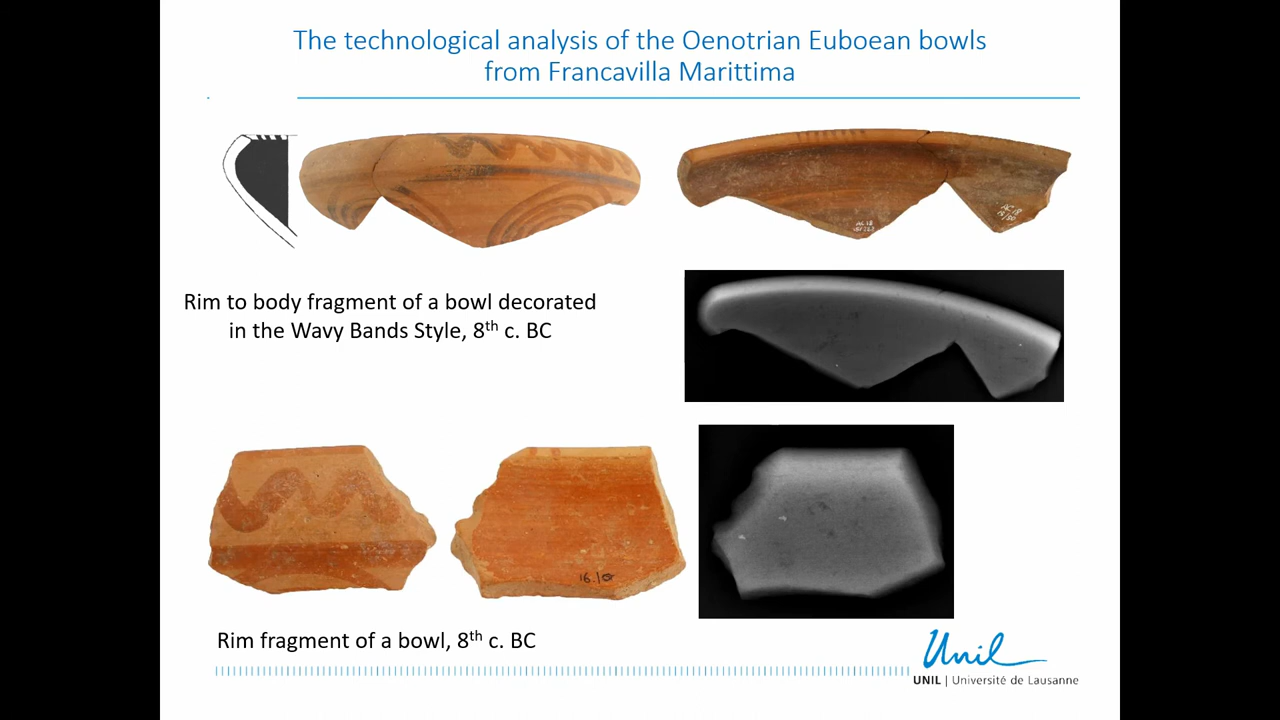 The technological analysis of the Oenotrian Euboean bowls
from Francavilla Marittima
Rim to body fragment of a bowl decorated
in the Wavy Bands Style, 8th c. BC
Rim fragment of a bowl, 8th c. BC
Unil
UNIL | Université de Lausanne